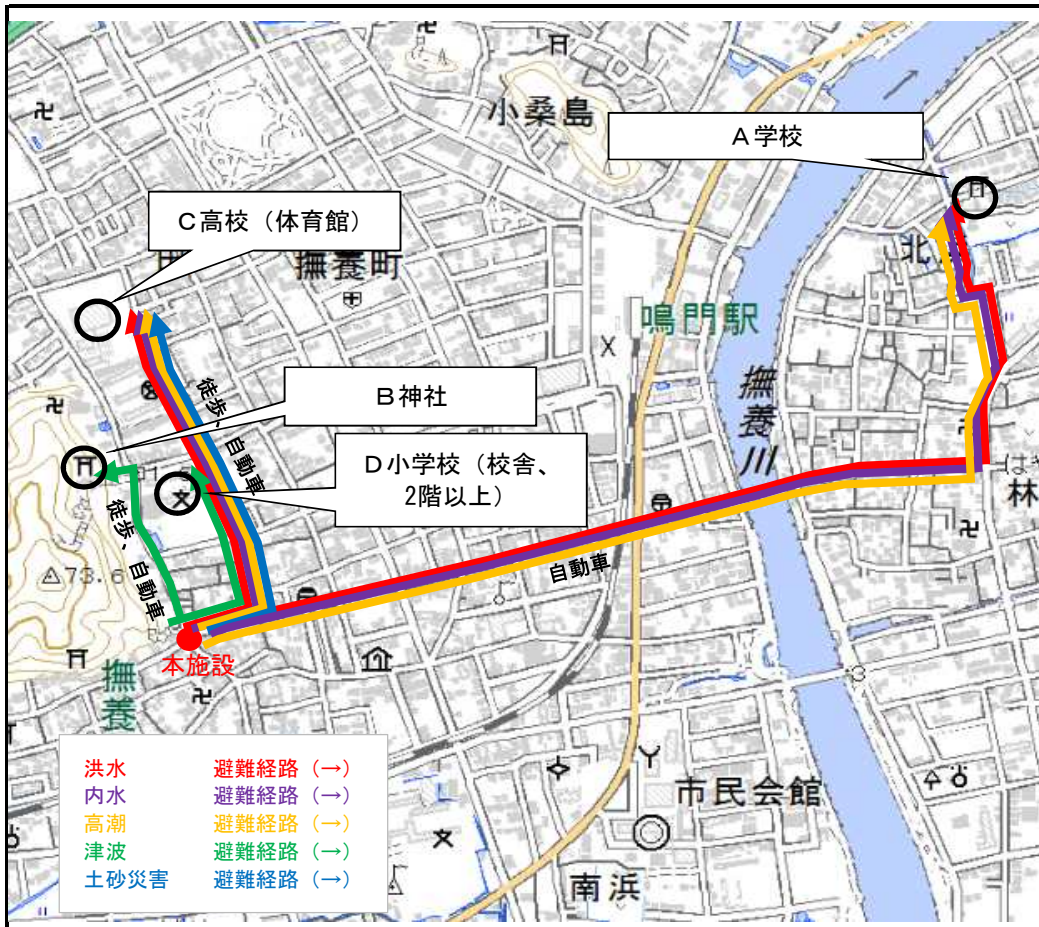 小桑島
A学校
C高校（体育館）
撫養町
北
鳴門駅
B神社
撫養川
D小学校（校舎、
2階以上）
徒歩、自動車
徒歩、自動車
自動車
林
73.6
本施設
撫養
市民会館
南浜
洪水 避難経路（→）
内水 避難経路（→）
高潮 避難経路（→）
津波 避難経路（→）
土砂災害 避難経路（→）